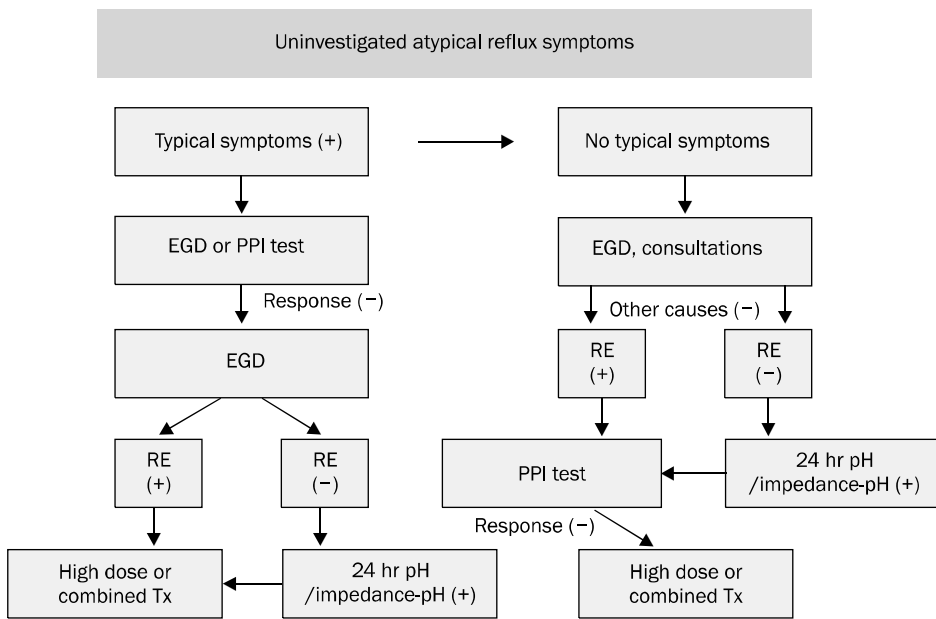 Uninvestigated atypical reflux symptoms
Typical symptoms (+)
No typical symptoms
EGD or PPI test
EGD, consultations
Response (−)
Other causes (−)
EGD
RE
(+)
RE
(−)
RE
(+)
RE
(−)
PPI test
24 hr pH
/impedance-pH (+)
Response (−)
High dose or
combined Tx
24 hr pH
/impedance-pH (+)
High dose or
combined Tx